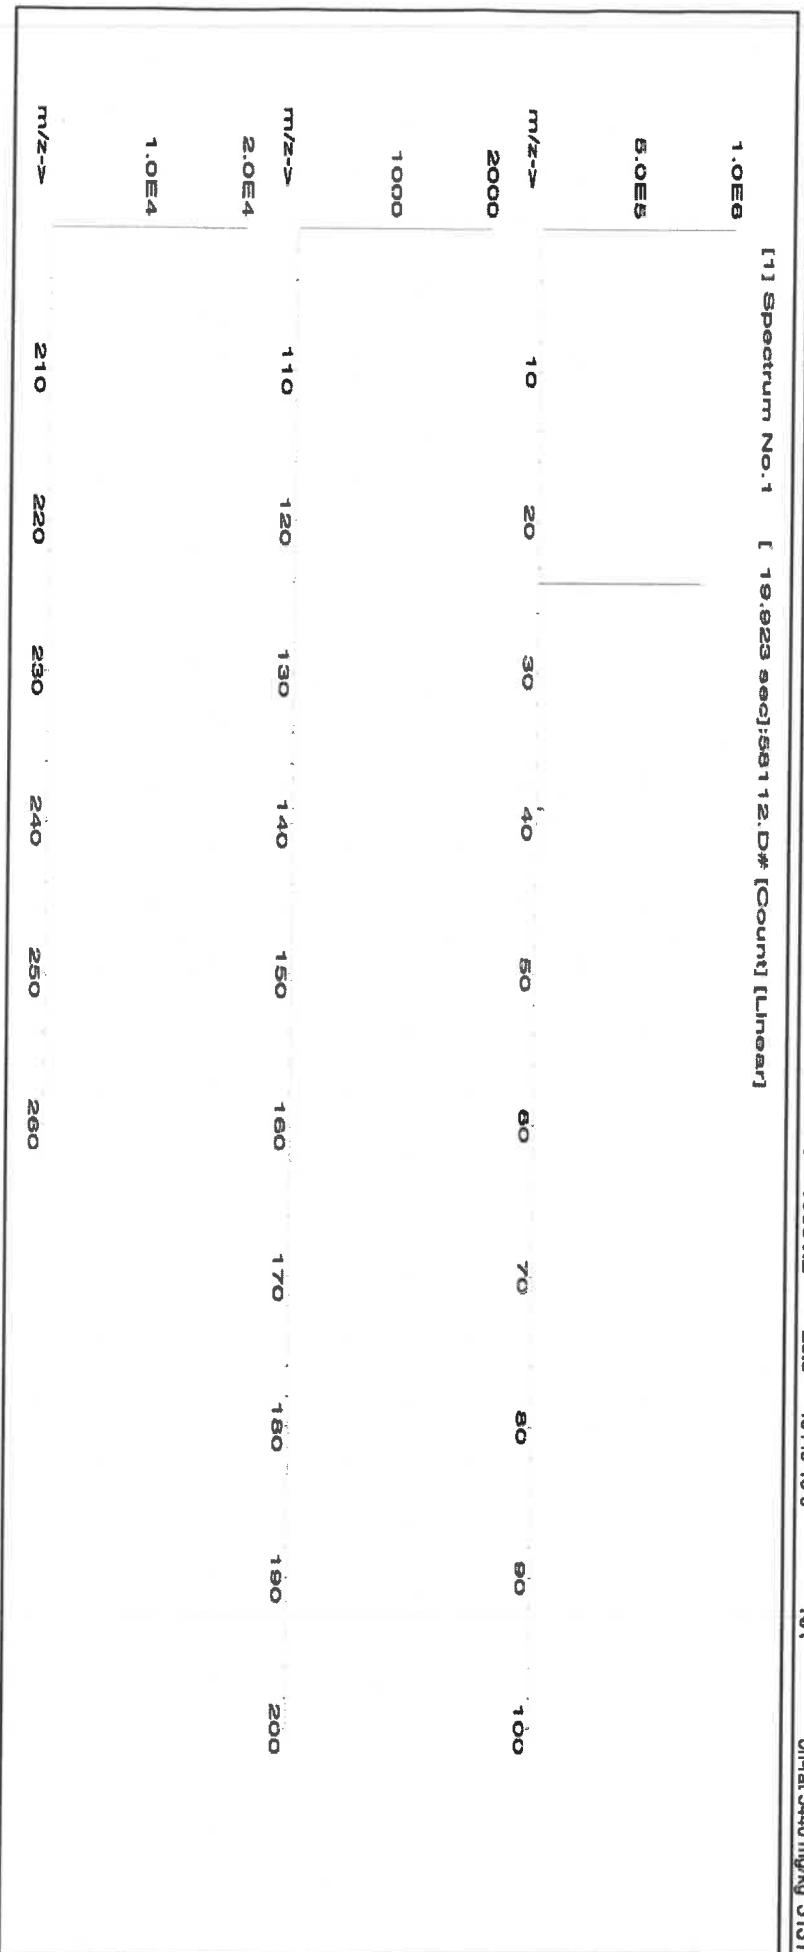 [1] Spectrum No.1 [ 19.923 sec]:58112.D# [Count] [Linear]
1.0E6
5.0E5
m/z-> 10 20 30 40 50 60 70 80 90 100
2000
1000
m/z-> 110 120 130 140 150 160 170 180 190 200
2.0E4
1.0E4
m/z-> 210 220 230 240 250 260